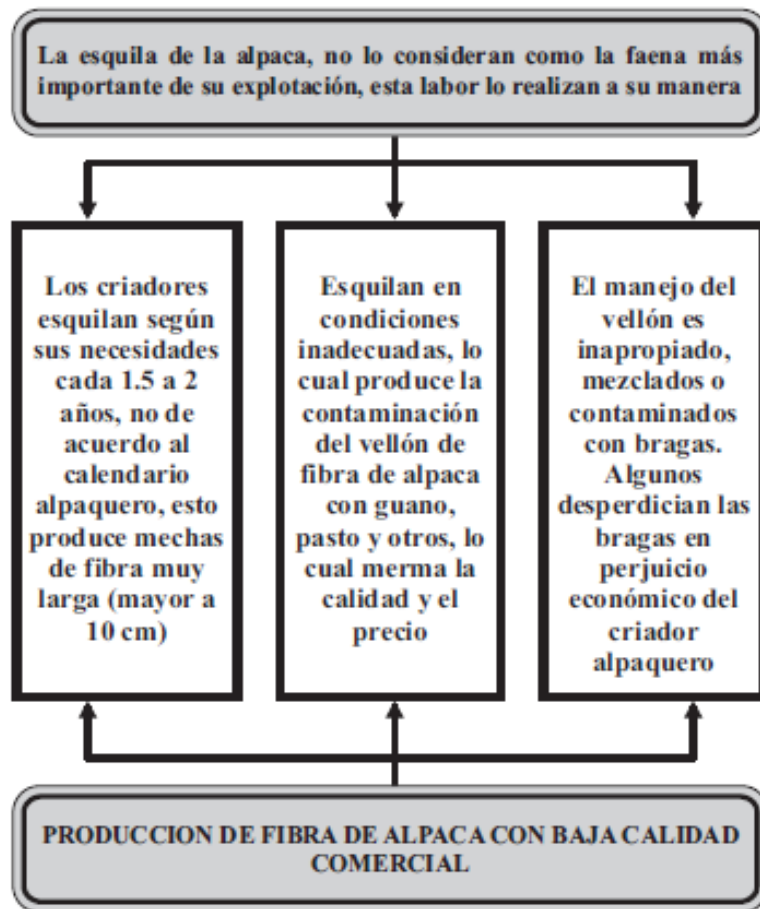 La esquila de la alpaca, no lo consideran como la faena más
importante de su explotación, esta labor lo realizan a su manera
Los criadores
esquilan según
sus necesidades
cada 1.5 a 2
años, no de
acuerdo al
calendario
alpaquero, esto
produce mechas
de fibra muy
larga (mayor a
10 cm)
Esquilan en
condiciones
inadecuadas, lo
cual produce la
contaminación
del vellón de
fibra de alpaca
con guano,
pasto y otros, lo
cual merma la
calidad y el
precio
El manejo del
vellón es
inapropiado,
mezclados o
contaminados
con bragas.
Algunos
desperdician las
bragas en
perjuicio
económico del
criador
alpaquero
PRODUCCION DE FIBRA DE ALPACA CON BAJA CALIDAD
COMERCIAL